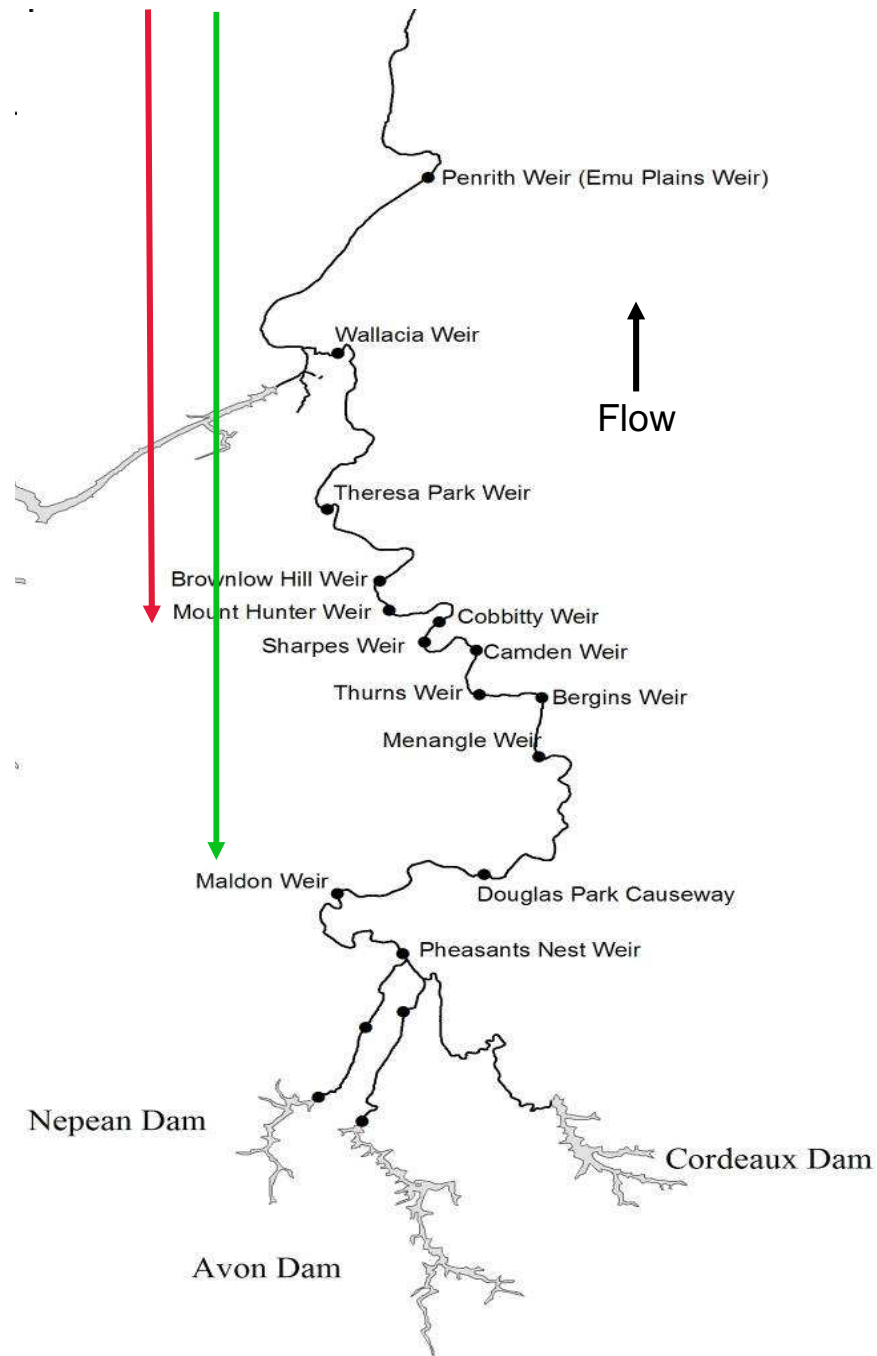 Penrith Weir (Emu Plains Weir)
Wallacia Weir
Flow
Theresa Park Weir
Brownlow Hill Weir
Mount Hunter Weir
Cobbitty Weir
Sharpes Weir
Camden Weir
Thurns Weir
Bergins Weir
Menangle Weir
Maldon Weir
Douglas Park Causeway
Pheasants Nest Weir
Nepean Dam
Cordeaux Dam
Avon Dam